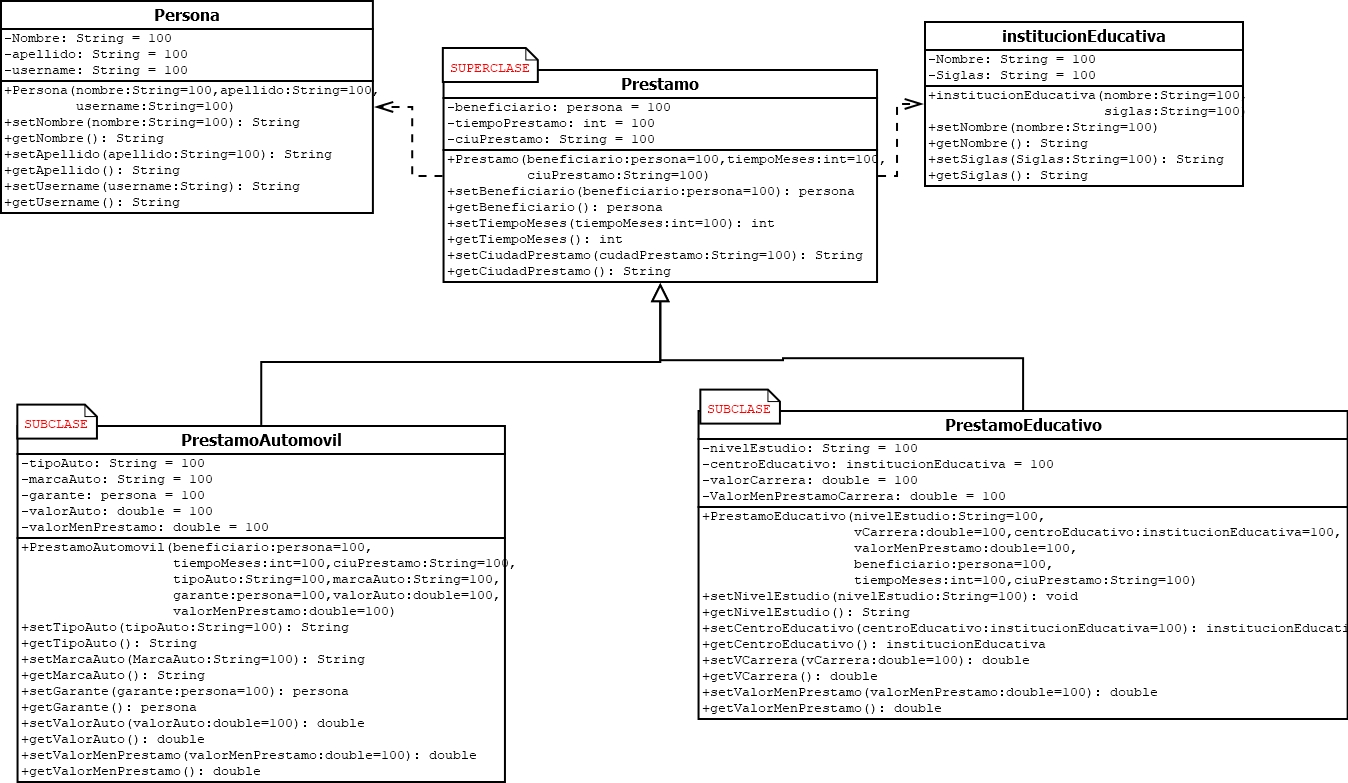 Persona
-Nombre: String = 100
-apellido: String = 100
-username: String = 100
+Persona(nombre:String=100,apellido:String=100,
username:String=100)
+setNombre(nombre:String=100): String
+getNombre(): String
+setApellido(apellido:String=100): String
+getApellido(): String
+setUsername(username:String): String
+getUsername(): String
SUPERCLASE
Prestamo
-beneficiario: persona = 100
-tiempoPrestamo: int = 100
-ciuPrestamo: String = 100
+Prestamo(beneficiario:persona=100,tiempoMeses:int=100,
ciuPrestamo:String=100)
+setBeneficiario(beneficiario:persona=100): persona
+getBeneficiario(): persona
+setTiempoMeses(tiempoMeses:int=100): int
+getTiempoMeses(): int
+setCiudadPrestamo(cudadPrestamo:String=100): String
+getCiudadPrestamo(): String
institucionEducativa
-Nombre: String = 100
-Siglas: String = 100
+institucionEducativa(nombre:String=100,
siglas:String=100)
+setNombre(nombre:String=100)
+getNombre(): String
+setSiglas(Siglas:String=100): String
+getSiglas(): String
SUBCLASE
PrestamoAutomovil
-tipoAuto: String = 100
-marcaAuto: String = 100
-garante: persona = 100
-valorAuto: double = 100
-valorMenPrestamo: double = 100
+PrestamoAutomovil(beneficiario:persona=100,
tiempoMeses:int=100,ciuPrestamo:String=100,
tipoAuto:String=100,marcaAuto:String=100,
garante:persona=100,valorAuto:double=100,
valorMenPrestamo:double=100)
+setTipoAuto(tipoAuto:String=100): String
+getTipoAuto(): String
+setMarcaAuto(MarcaAuto:String=100): String
+getMarcaAuto(): String
+setGarante(garante:persona=100): persona
+getGarante(): persona
+setValorAuto(valorAuto:double=100): double
+getValorAuto(): double
+setValorMenPrestamo(valorMenPrestamo:double=100): double
+getValorMenPrestamo(): double
SUBCLASE
PrestamoEducativo
-nivelEstudio: String = 100
-centroEducativo: institucionEducativa = 100
-valorCarrera: double = 100
-ValorMenPrestamoCarrera: double = 100
+PrestamoEducativo(nivelEstudio:String=100,
vCarrera:double=100,centroEducativo:institucionEducativa=100,
valorMenPrestamo:double=100,
beneficiario:persona=100,
tiempoMeses:int=100,ciuPrestamo:String=100)
+setNivelEstudio(nivelEstudio:String=100): void
+getNivelEstudio(): String
+setCentroEducativo(centroEducativo:institucionEducativa=100): institucionEducati
+getCentroEducativo(): institucionEducativa
+setVCarrera(vCarrera:double=100): double
+getVCarrera(): double
+setValorMenPrestamo(valorMenPrestamo:double=100): double
+getValorMenPrestamo(): double